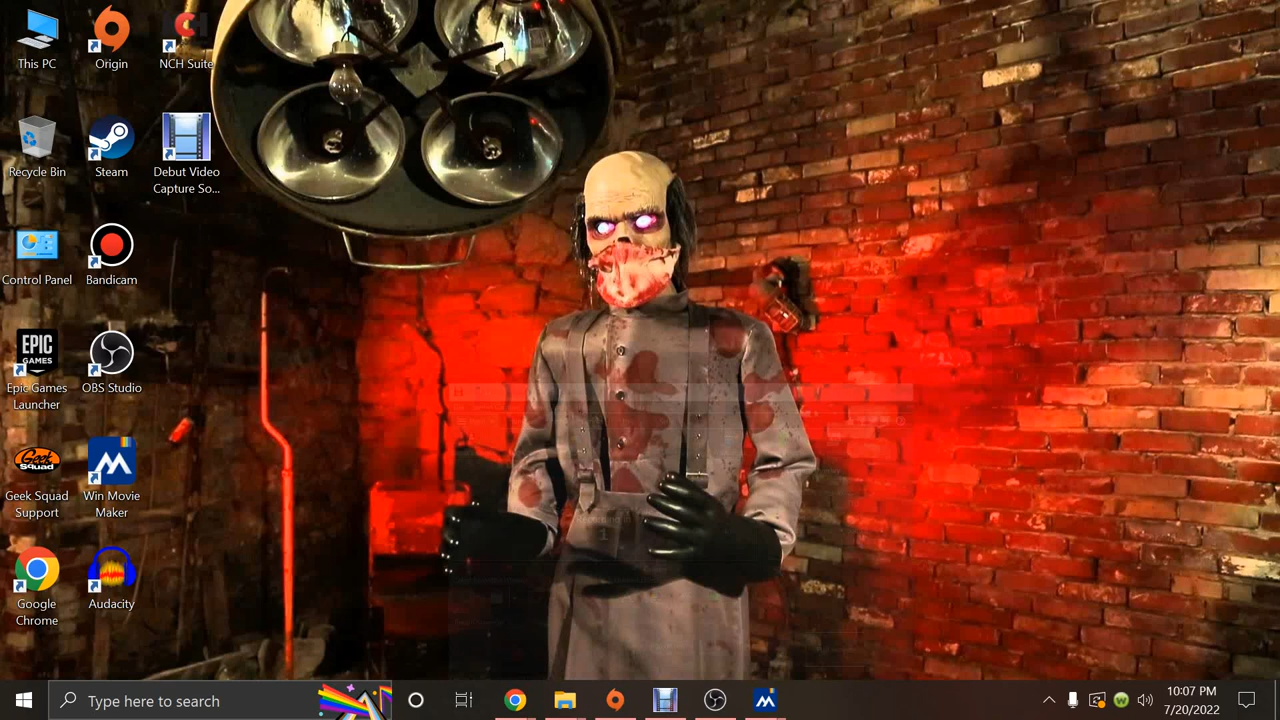 This PC
Origin
NCH Suite
Recycle Bin
Steam
Debut Video
Capture So...
Control Panel
Bandicam
EPIC
GAMES
Epic Games
Launcher
OBS Studio
Geek
SQUAD
Geek Squad
Support
Win Movie
Maker
Google
Chrome
Audacity
Type here to search
10:07 PM
7/20/2022